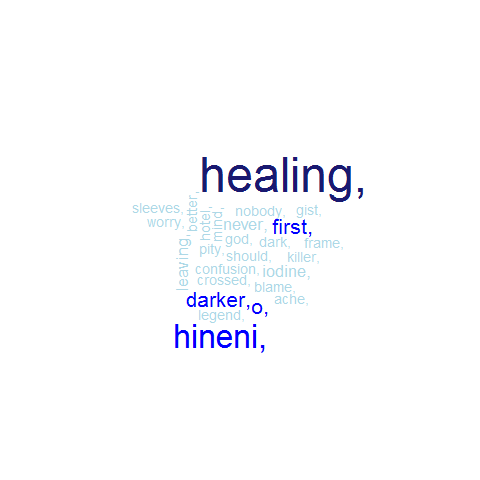 healing,
sleeves,
better,
hotel,
mind,
nobody,
gist,
worry,
never,
first,
god,
dark,
frame,
leaving,
pity,
should,
killer,
confusion,
iodine,
crossed,
blame,
darker,
o,
ache,
legend,
hineni,